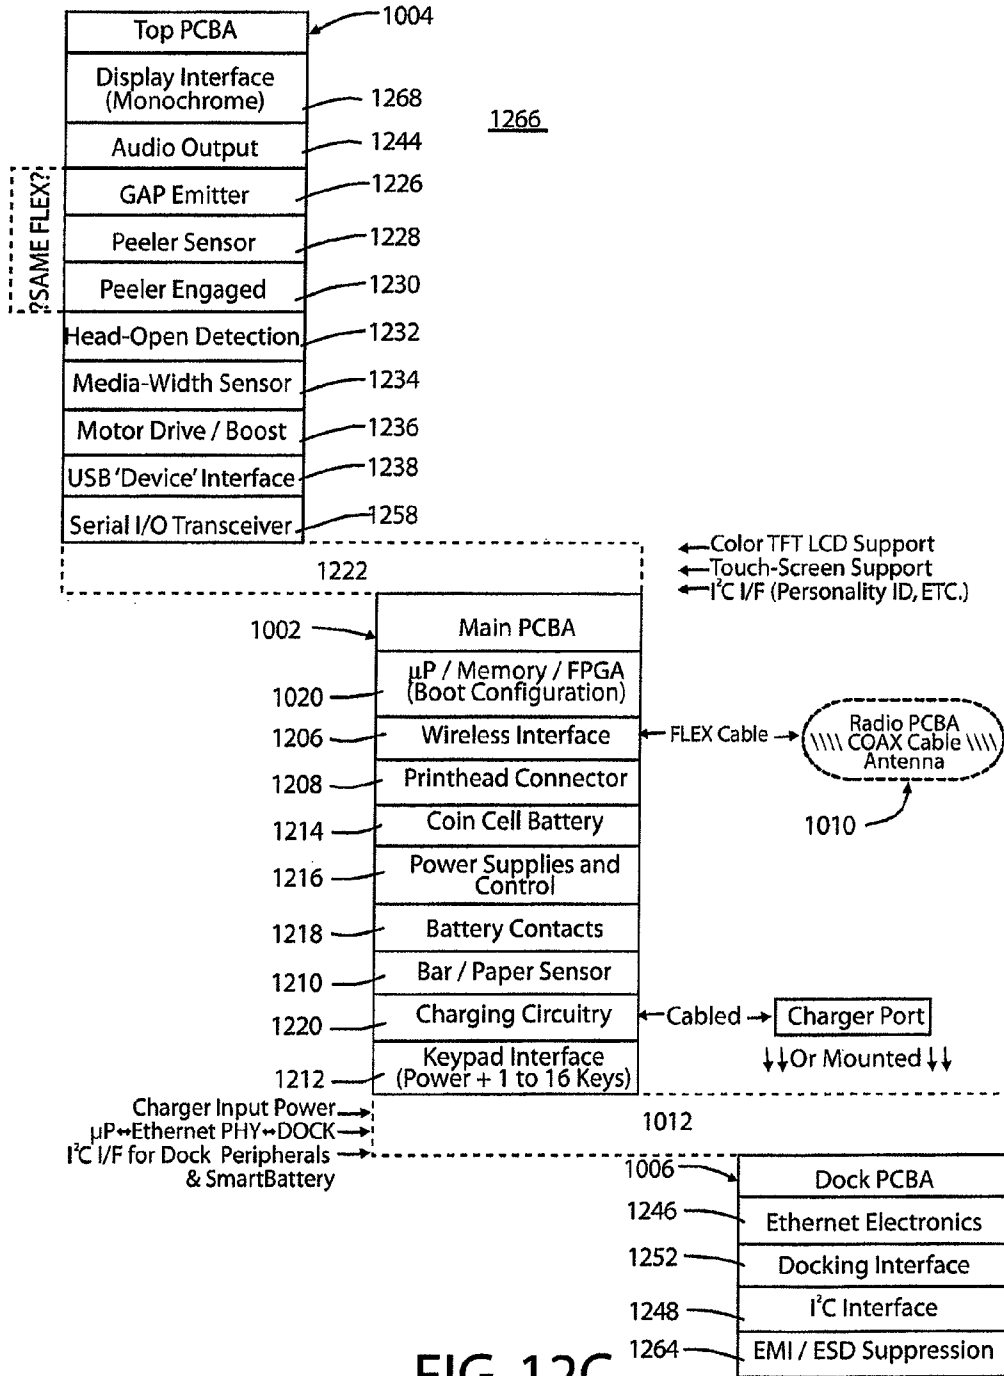 Top PCBA
1004
Display Interface
(Monochrome)
1268
1266
Audio Output
1244
?SAME FLEX?
GAP Emitter
1226
Peeler Sensor
1228
Peeler Engaged
1230
Head-Open Detection
1232
Media-Width Sensor
1234
Motor Drive / Boost
1236
USB 'Device' Interface
1238
Serial I/O Transceiver
1258
1222
Color TFT LCD Support
Touch-Screen Support
I²C I/F (Personality ID, ETC.)
1002
Main PCBA
1020
µP / Memory / FPGA
(Boot Configuration)
1206
Wireless Interface
FLEX Cable
Radio PCBA
\\\\ COAX Cable \\\\
Antenna
1010
1208
Printhead Connector
1214
Coin Cell Battery
1216
Power Supplies and
Control
1218
Battery Contacts
1210
Bar / Paper Sensor
1220
Charging Circuitry
Cabled
Charger Port
↓↓Or Mounted↓↓
1212
Keypad Interface
(Power + 1 to 16 Keys)
Charger Input Power
µP↔Ethernet PHY↔DOCK
I²C I/F for Dock Peripherals
& SmartBattery
1012
1006
Dock PCBA
1246
Ethernet Electronics
1252
Docking Interface
1248
I²C Interface
1264
EMI / ESD Suppression
FIG. 12C